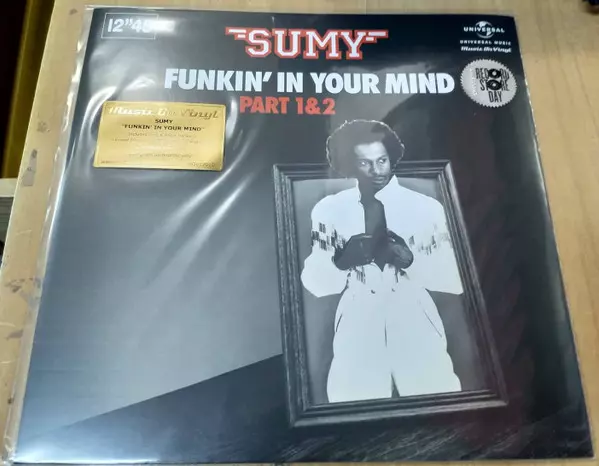 12"45
SUMY
FUNKIN' IN YOUR MIND
PART 1&2
UNIVERSAL
UNIVERSAL MUSIC
Music On Vinyl
RECORD
STORE
DAY
Music On Vinyl
SUMY
"FUNKIN' IN YOUR MIND"